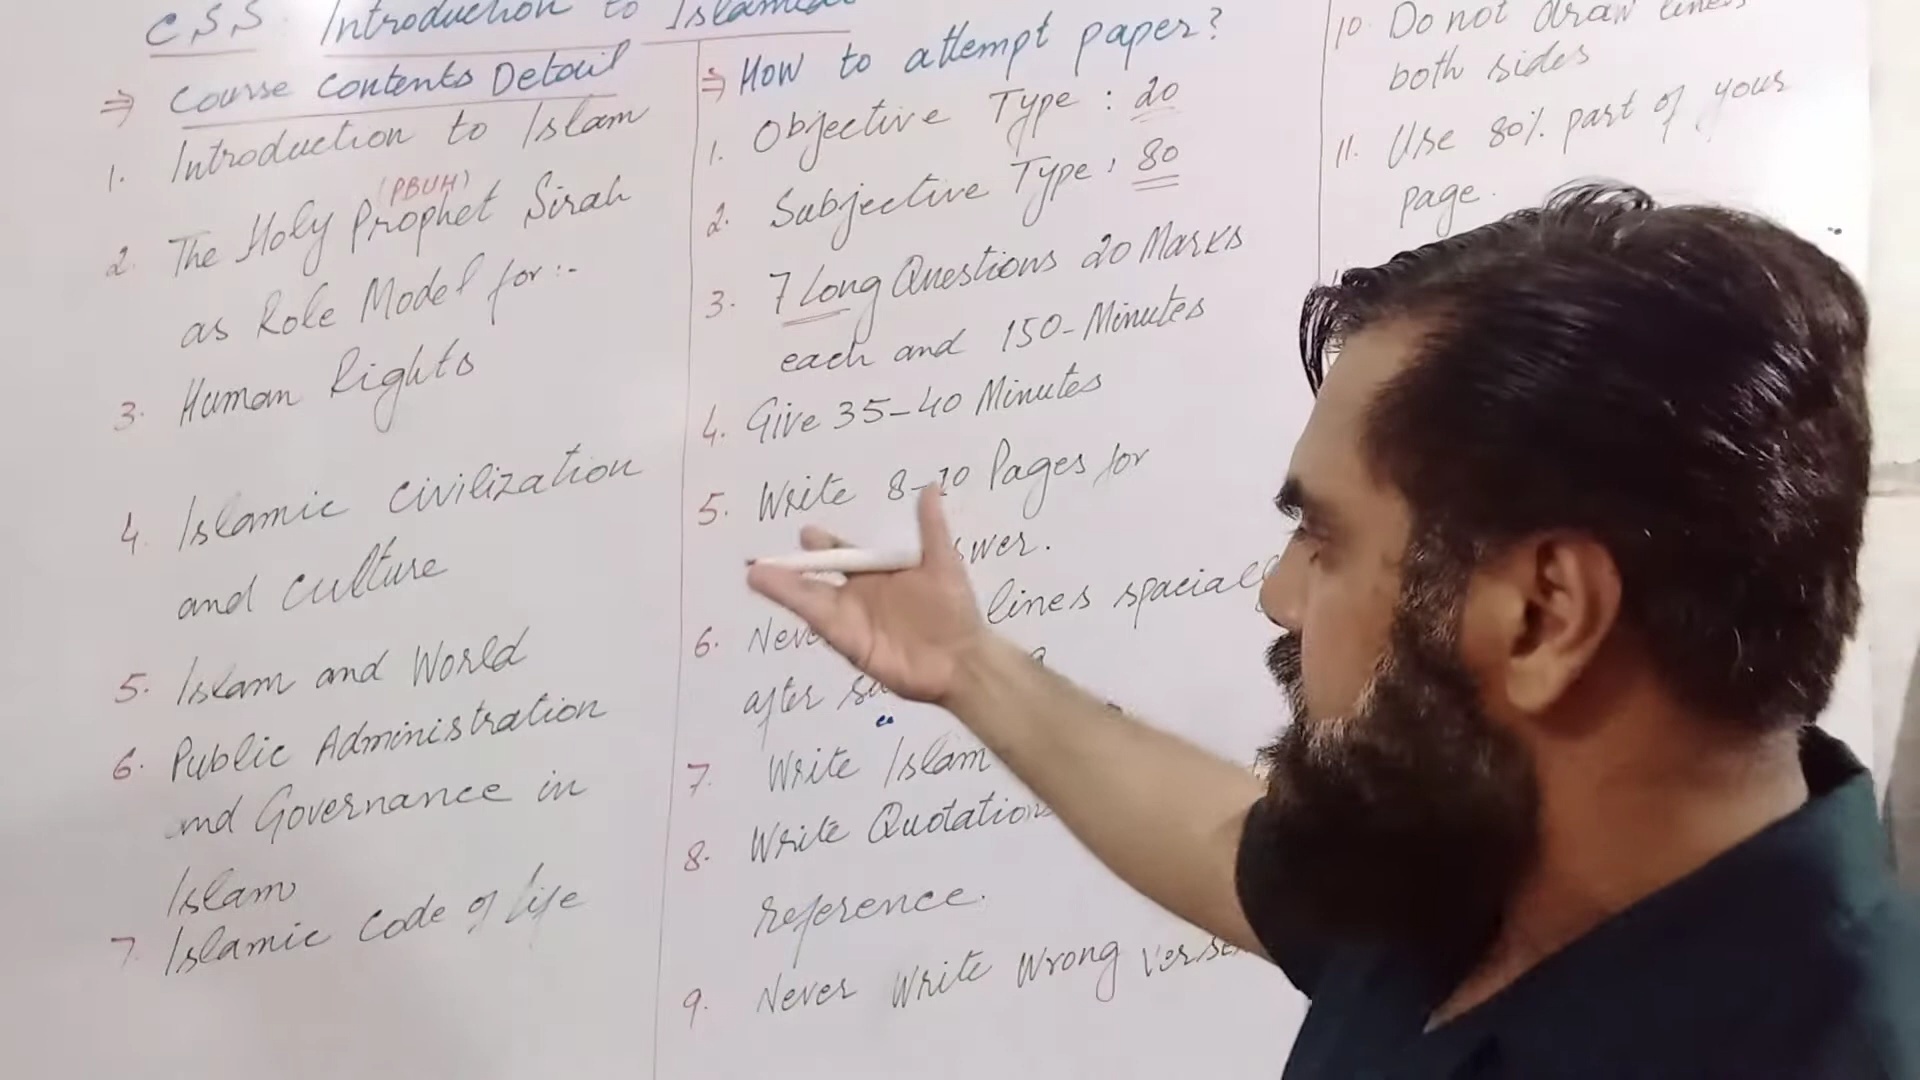 C.S.S. Introduction to
⇒ Course Contents Detail
1. Introduction to Islam
(PBUH)
2. The Holy Prophet Sirah
as Role Model for :-
3. Human Rights
4. Islamic civilization
and culture
5. Islam and World
6. Public Administration
and Governance in
Islam
7. Islamic Code of life
⇒ How to attempt paper?
1. Objective Type : 20
2. Subjective Type : 80
3. 7 Long Questions 20 Marks
each and 150-Minutes
4. Give 35-40 Minutes
5. Write 8-10 Pages for
6. lines
after
7. Write Islam
8. Write Quotations
reference.
9. Never Write Wrong
10. Do not draw lines
both sides
11. Use 80% part of your
page.